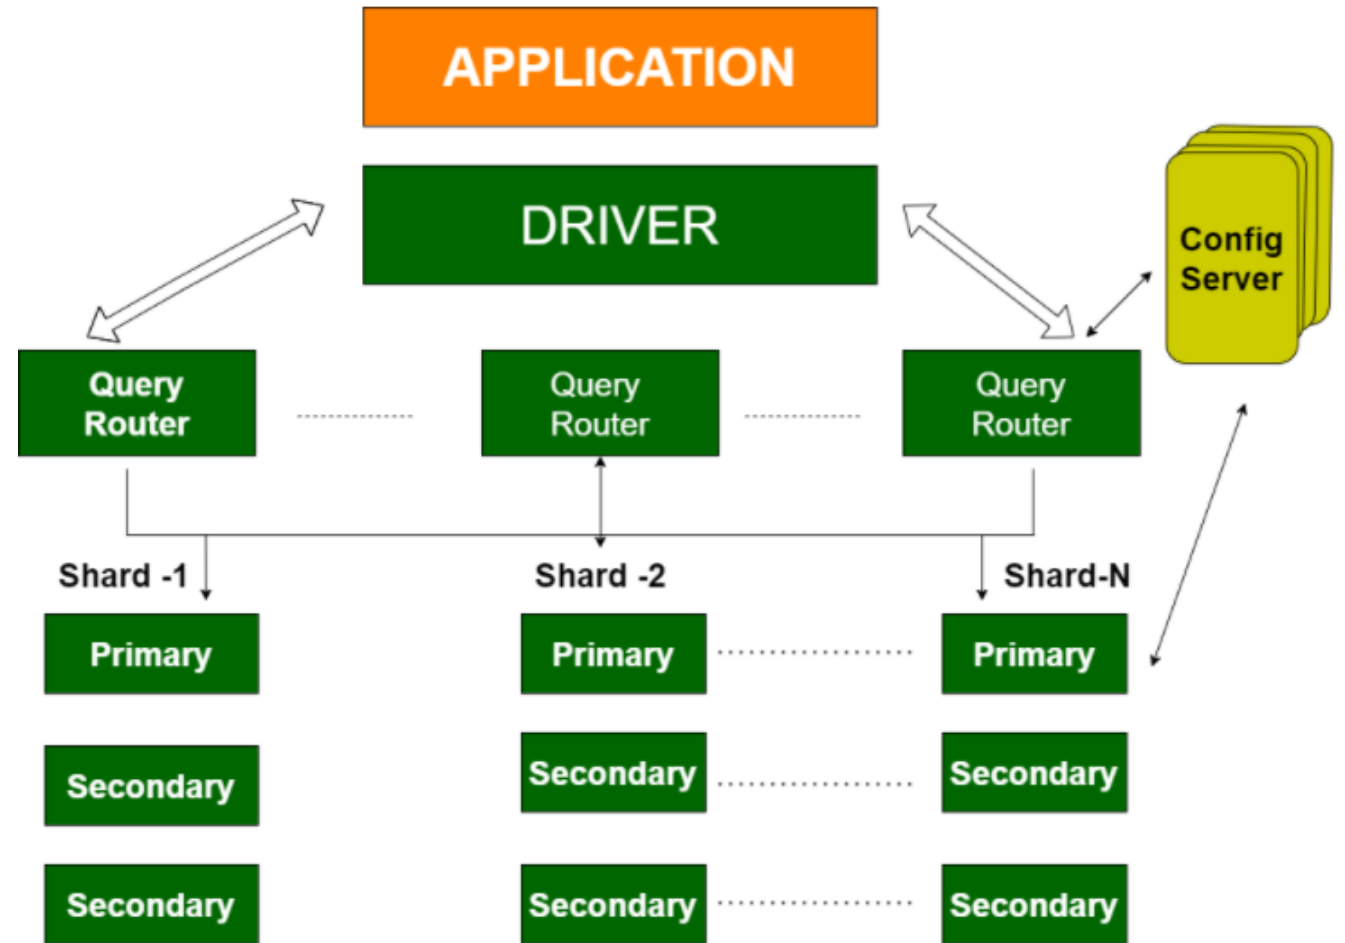 APPLICATION
DRIVER
Config
Server
Query
Router
Query
Router
Query
Router
Shard -1
Shard -2
Shard-N
Primary
Primary
Primary
Secondary
Secondary
Secondary
Secondary
Secondary
Secondary